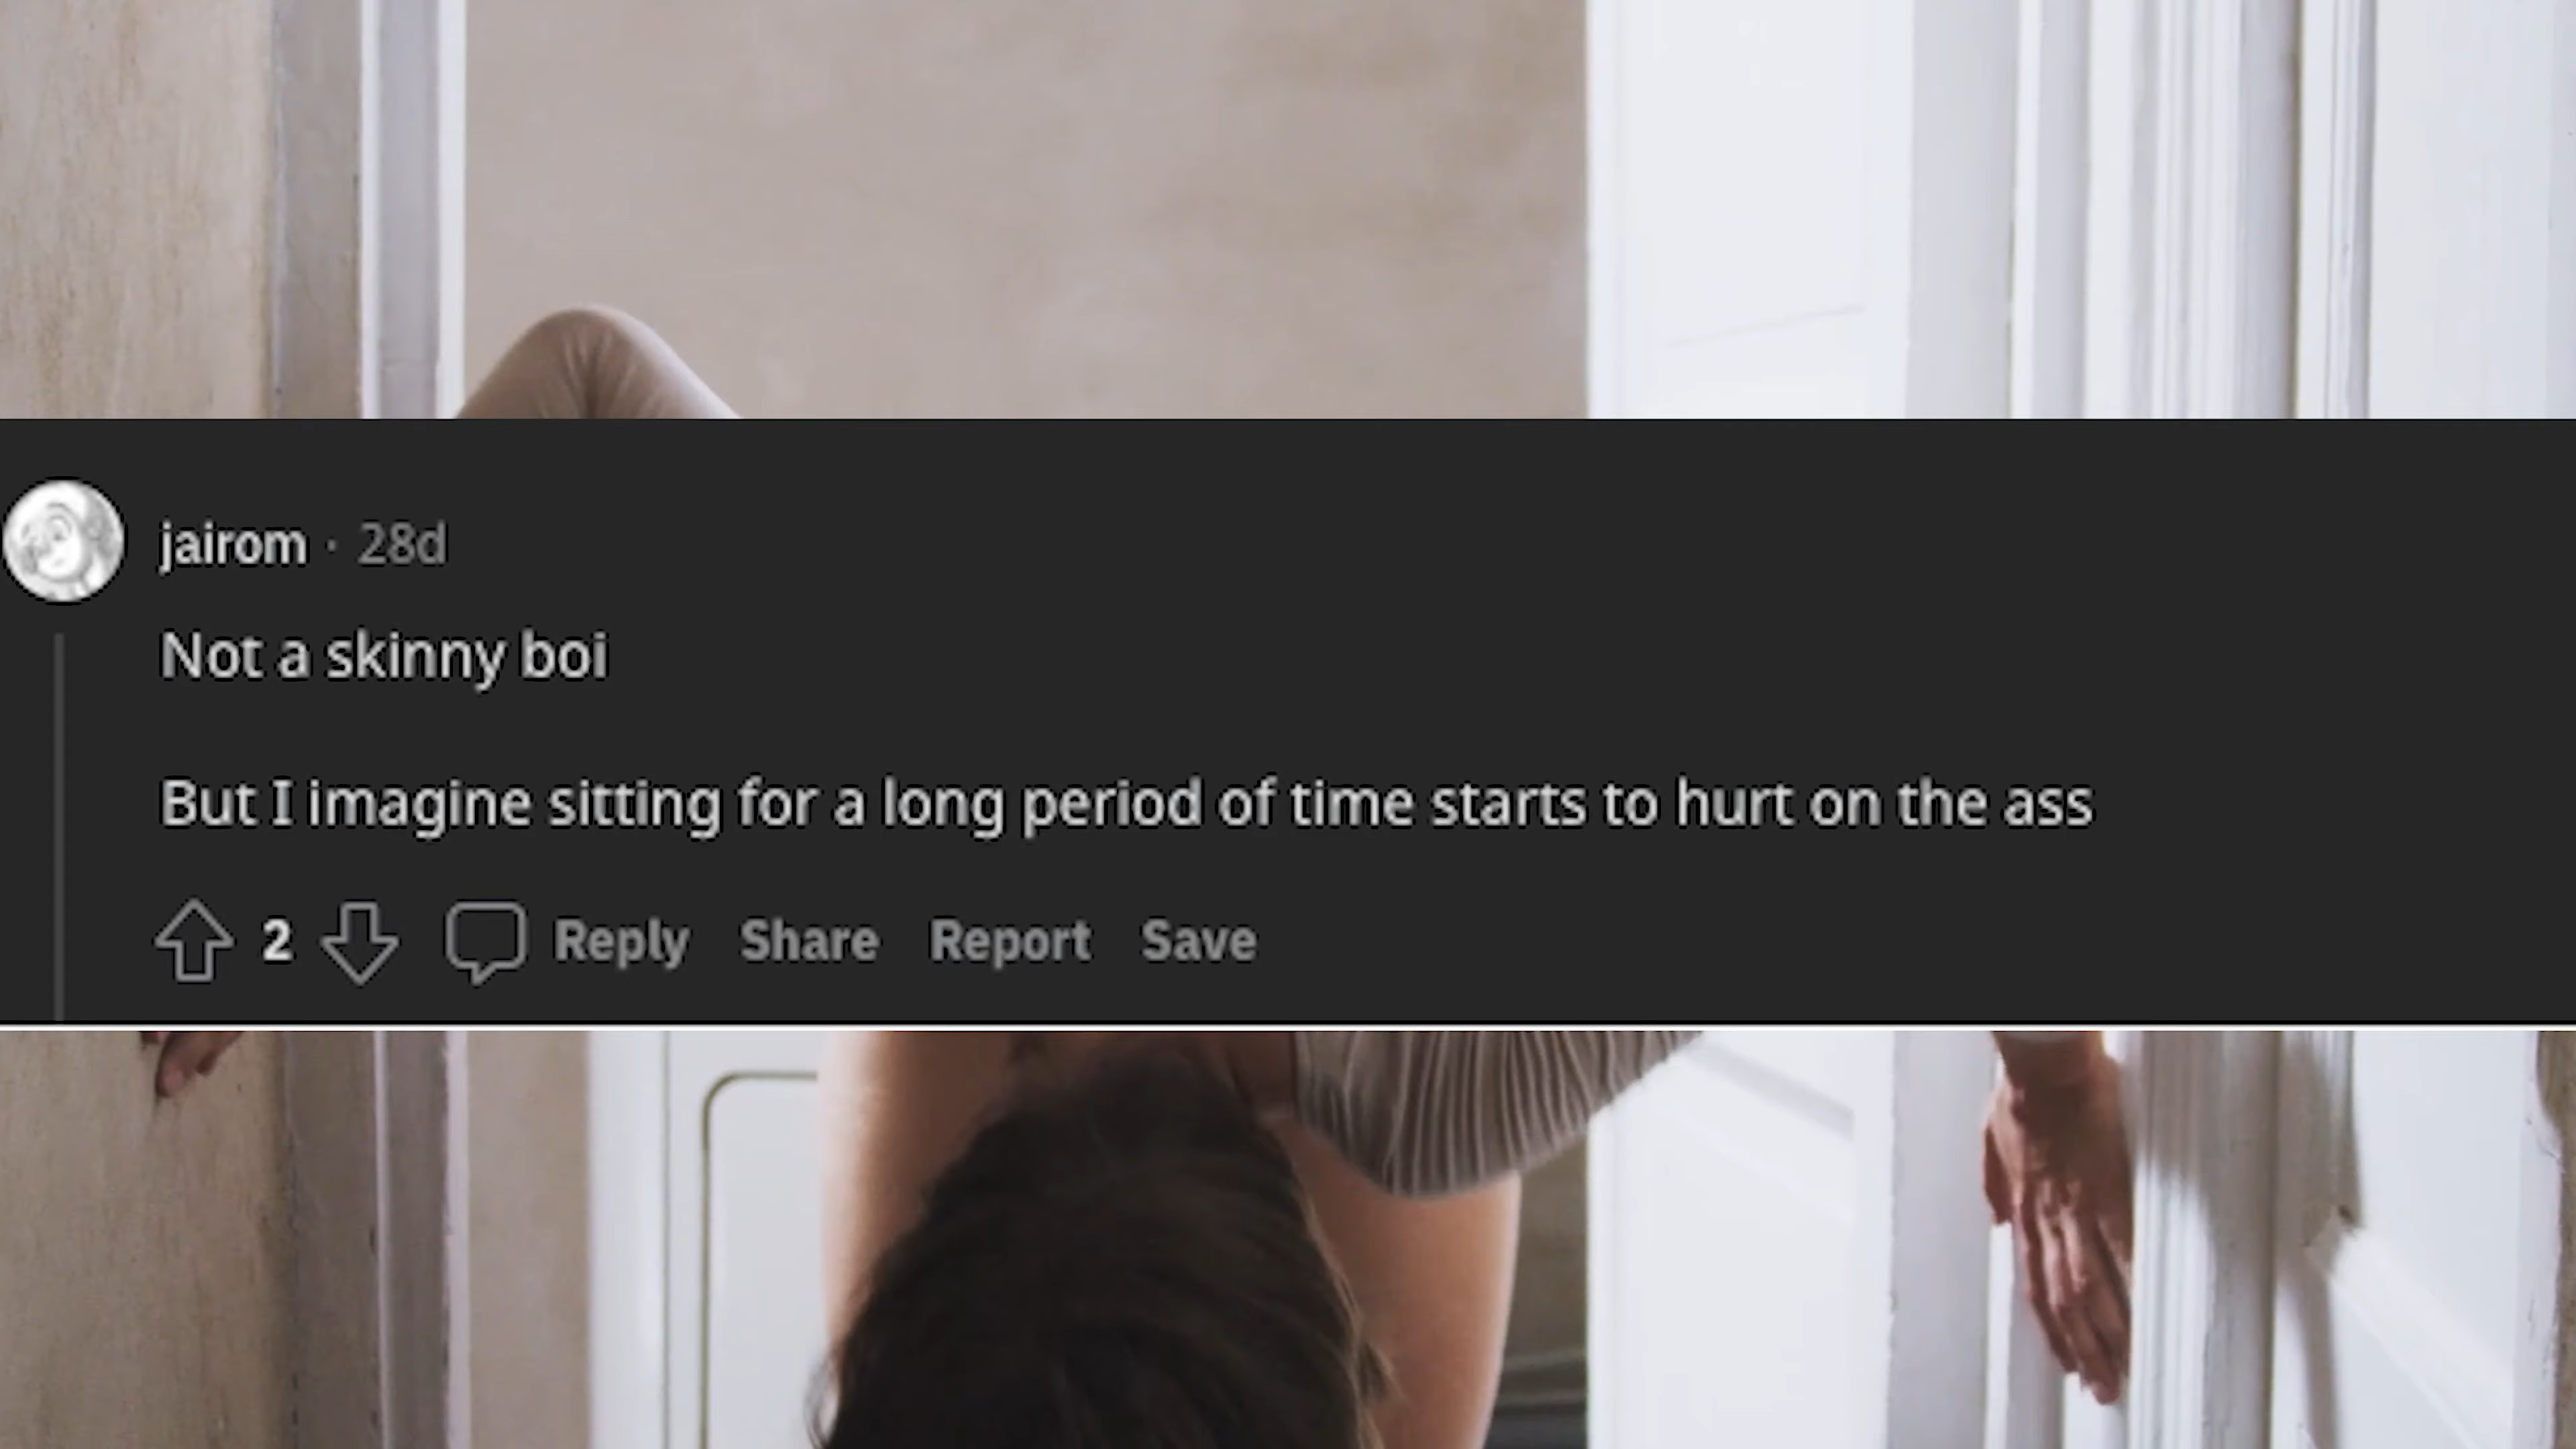 jairom · 28d
Not a skinny boi
But I imagine sitting for a long period of time starts to hurt on the ass
2 Reply Share Report Save